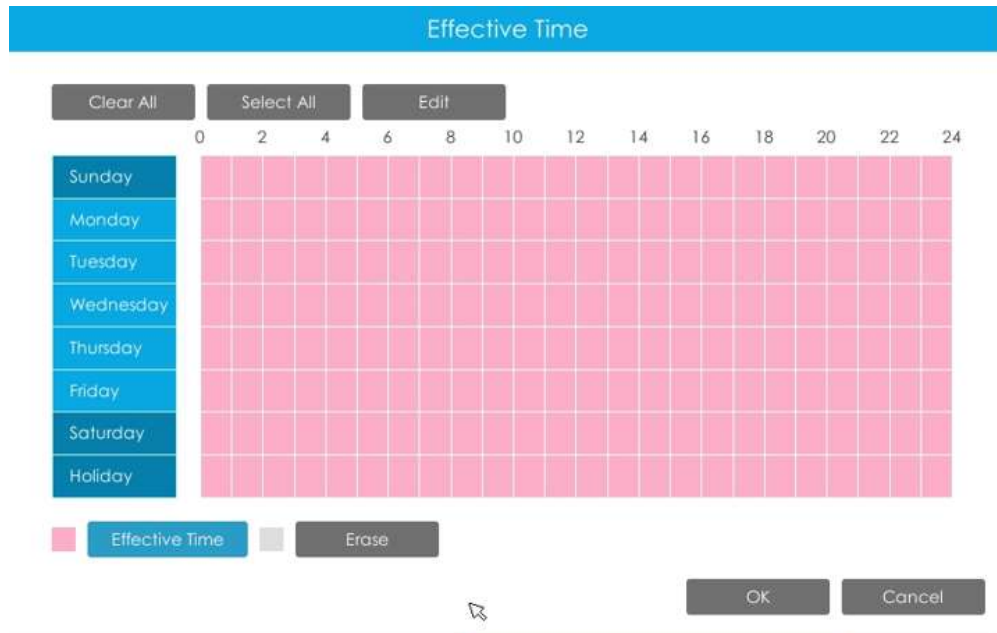 Effective Time
Clear All Select All Edit
0 2 4 6 8 10 12 14 16 18 20 22 24
Sunday
Monday
Tuesday
Wednesday
Thursday
Friday
Saturday
Holiday
Effective Time Erase
OK Cancel